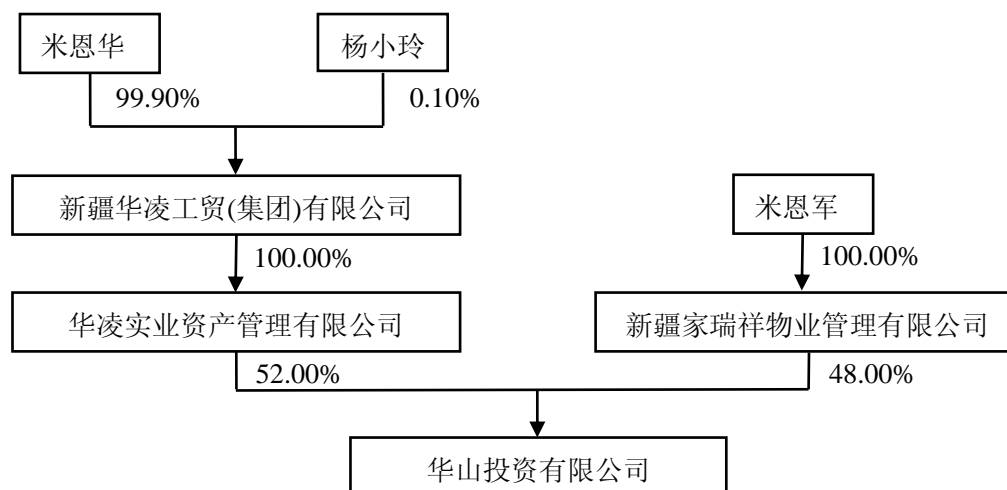 米恩华
杨小玲
99.90%
0.10%
新疆华凌工贸(集团)有限公司
米恩军
100.00%
100.00%
华凌实业资产管理有限公司
新疆家瑞祥物业管理有限公司
52.00%
48.00%
华山投资有限公司